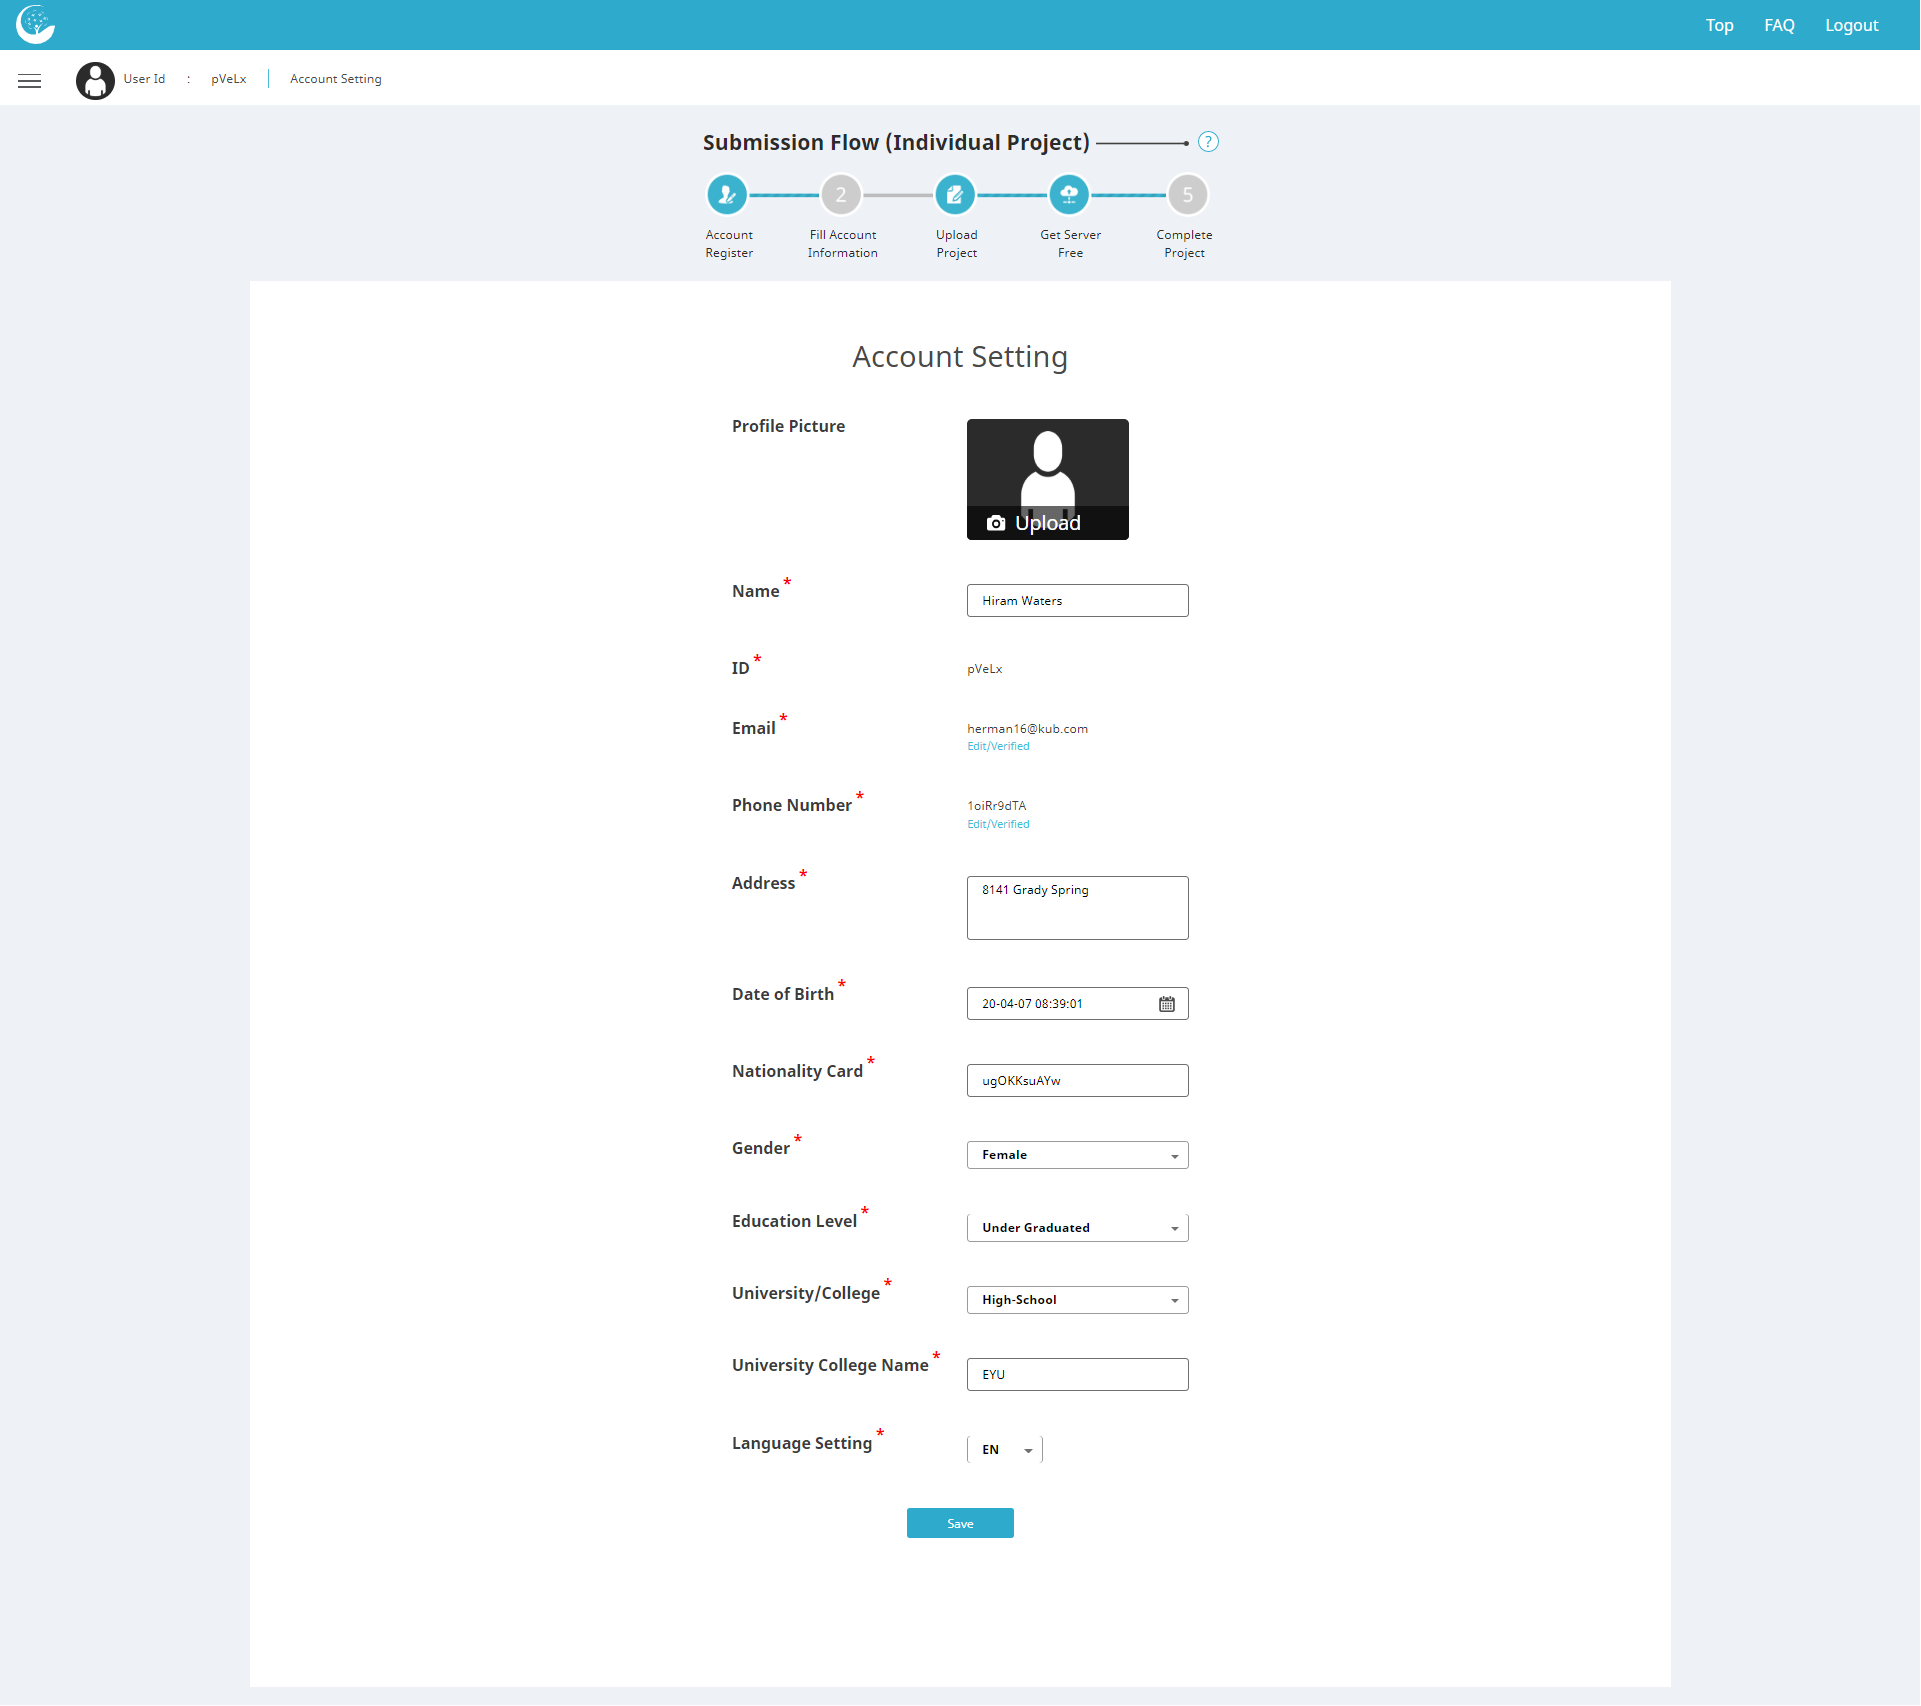 Top FAQ Logout
User Id : pVeLx Account Setting
Submission Flow (Individual Project) ?
2 5
Account Register
Fill Account Information
Upload Project
Get Server Free
Complete Project
Account Setting
Profile Picture
Upload
Name * Hiram Waters
ID * pVeLx
Email * herman16@kub.com
Edit/Verified
Phone Number * 1oiRr9dTA
Edit/Verified
Address * 8141 Grady Spring
Date of Birth * 20-04-07 08:39:01
Nationality Card * ugOKKsuAYw
Gender * Female
Education Level * Under Graduated
University/College * High-School
University College Name * EYU
Language Setting * EN
Save